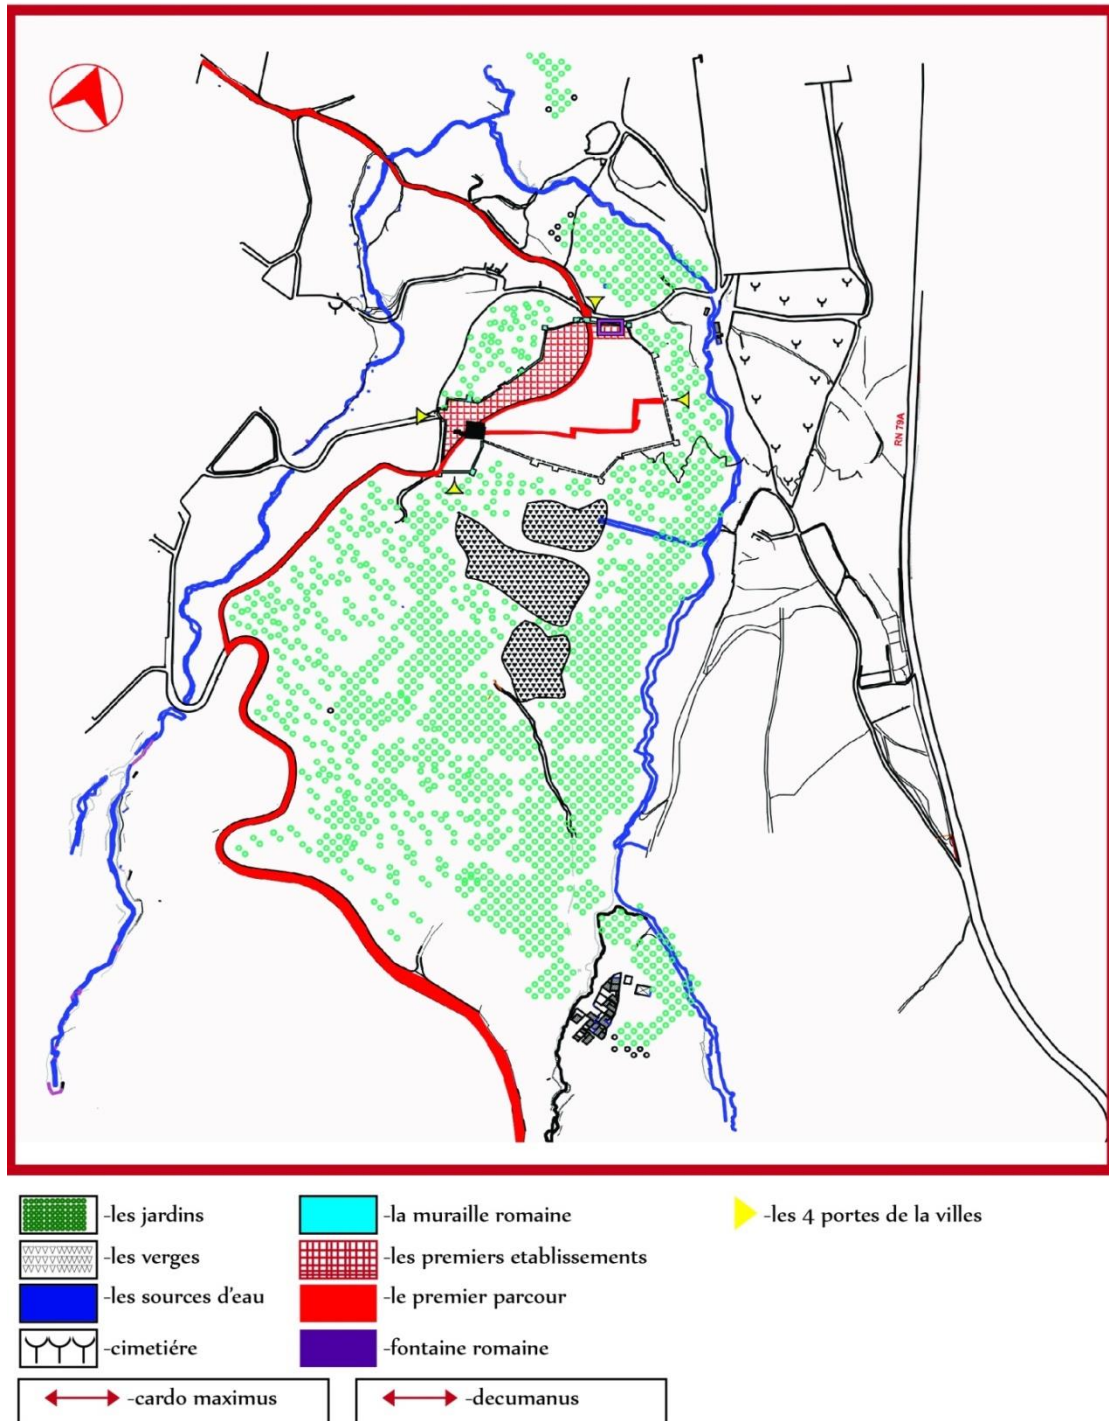 RN 79A
-les jardins
-la muraille romaine
-les 4 portes de la villes
-les verges
-les premiers etablissements
-les sources d'eau
-le premier parcour
-cimetiére
-fontaine romaine
-cardo maximus
-decumanus